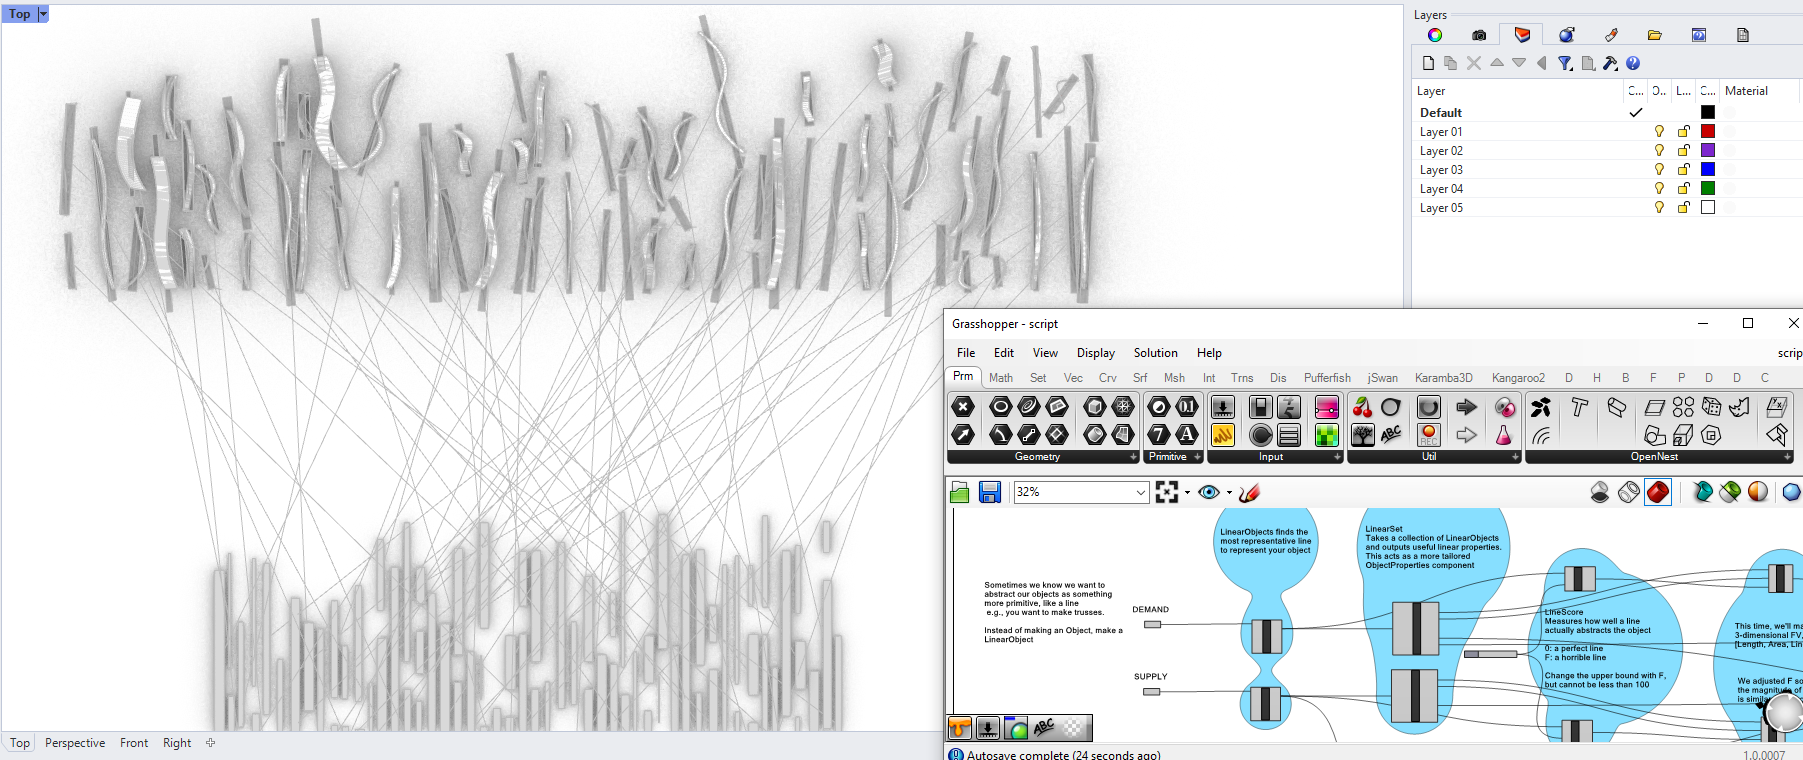 Top
Layers
Layer C... O.. L... C... Material
Default
Layer 01
Layer 02
Layer 03
Layer 04
Layer 05
Grasshopper - script
File Edit View Display Solution Help scrip
Prm Math Set Vec Crv Srf Msh Int Trns Dis Pufferfish jSwan Karamba3D Kangaroo2 D H B F P D D C
Geometry Primitive Input Util OpenNest
32%
LinearObjects finds the
most representative line
to represent your object
LinearSet
Takes a collection of LinearObjects
and outputs useful linear properties.
This acts as a more tailored
ObjectProperties component
Sometimes we know we want to
abstract our objects as something
more primitive, like a line
e.g., you want to make trusses.
Instead of making an Object, make a
LinearObject
DEMAND
SUPPLY
LineScore
Measures how well a line
actually abstracts the object
0: a perfect line
F: a horrible line
Change the upper bound with F,
but cannot be less than 100
This time, we'll ma
3-dimensional FV,
[Length, Area, Lin
We adjusted F so
the magnitude of
is simila
Top Perspective Front Right
Autosave complete (24 seconds ago)
1.0.0007